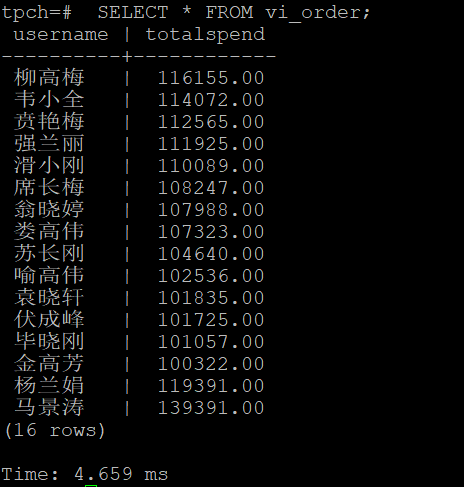 tpch=#  SELECT * FROM vi_order;
 username | totalspend
----------+------------
 柳高梅   |  116155.00
 韦小全   |  114072.00
 贲艳梅   |  112565.00
 强兰丽   |  111925.00
 滑小刚   |  110089.00
 席长梅   |  108247.00
 翁晓婷   |  107988.00
 娄高伟   |  107323.00
 苏长刚   |  104640.00
 喻高伟   |  102536.00
 袁晓轩   |  101835.00
 伏成峰   |  101725.00
 毕晓刚   |  101057.00
 金高芳   |  100322.00
 杨兰娟   |  119391.00
 马景涛   |  139391.00
(16 rows)

Time: 4.659 ms